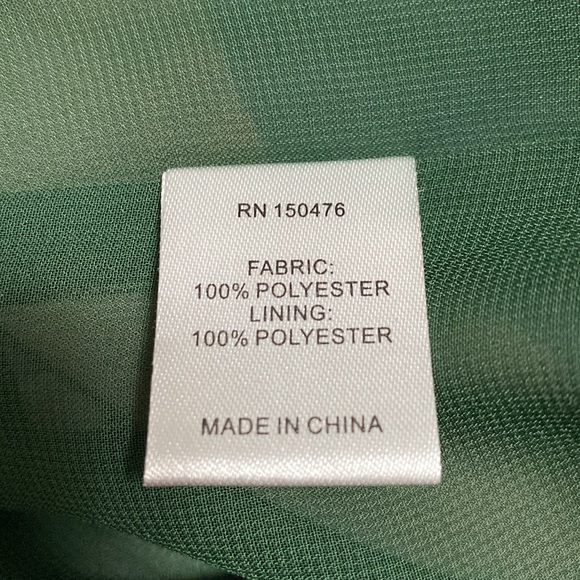 RN 150476
FABRIC:
100% POLYESTER
LINING:
100% POLYESTER
MADE IN CHINA